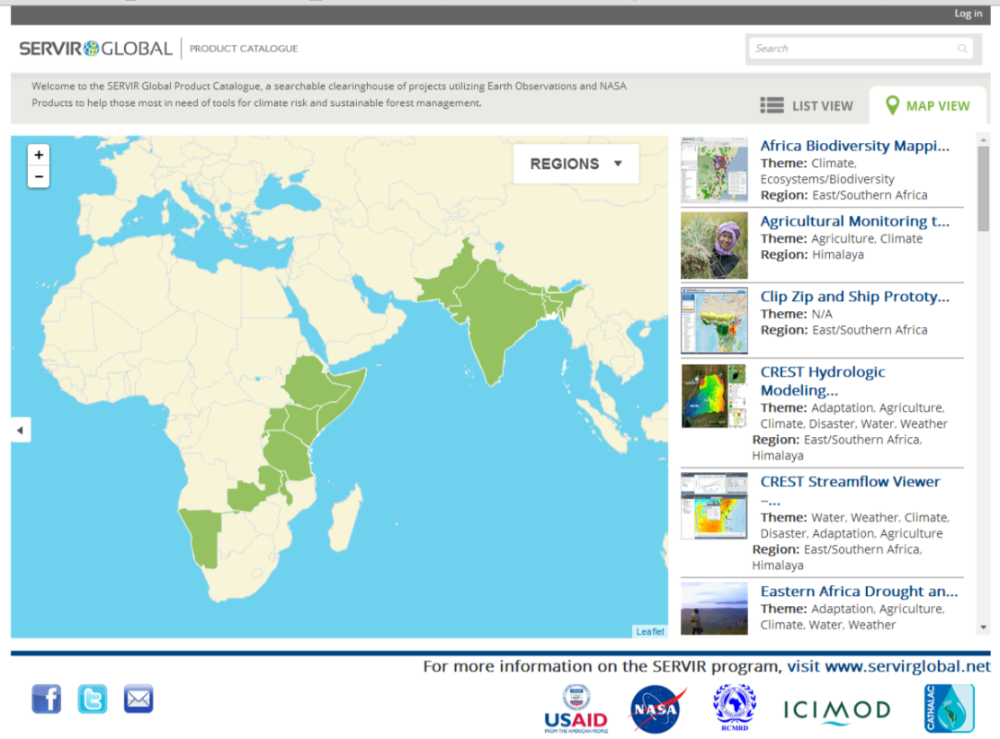 Log in
SERVIR GLOBAL PRODUCT CATALOGUE
Search
Welcome to the SERVIR Global Product Catalogue, a searchable clearinghouse of projects utilizing Earth Observations and NASA
Products to help those most in need of tools for climate risk and sustainable forest management.
LIST VIEW
MAP VIEW
+
−
REGIONS
Leaflet
Africa Biodiversity Mappi...
Theme: Climate,
Ecosystems/Biodiversity
Region: East/Southern Africa
Agricultural Monitoring t...
Theme: Agriculture, Climate
Region: Himalaya
Clip Zip and Ship Prototy...
Theme: N/A
Region: East/Southern Africa
CREST Hydrologic
Modeling...
Theme: Adaptation, Agriculture,
Climate, Disaster, Water, Weather
Region: East/Southern Africa,
Himalaya
CREST Streamflow Viewer
–...
Theme: Water, Weather, Climate,
Disaster, Adaptation, Agriculture
Region: East/Southern Africa,
Himalaya
Eastern Africa Drought an...
Theme: Adaptation, Agriculture,
Climate, Water, Weather
For more information on the SERVIR program, visit www.servirglobal.net
USAID
FROM THE AMERICAN PEOPLE
NASA
RCMRD
ICIMOD
CATHALAC